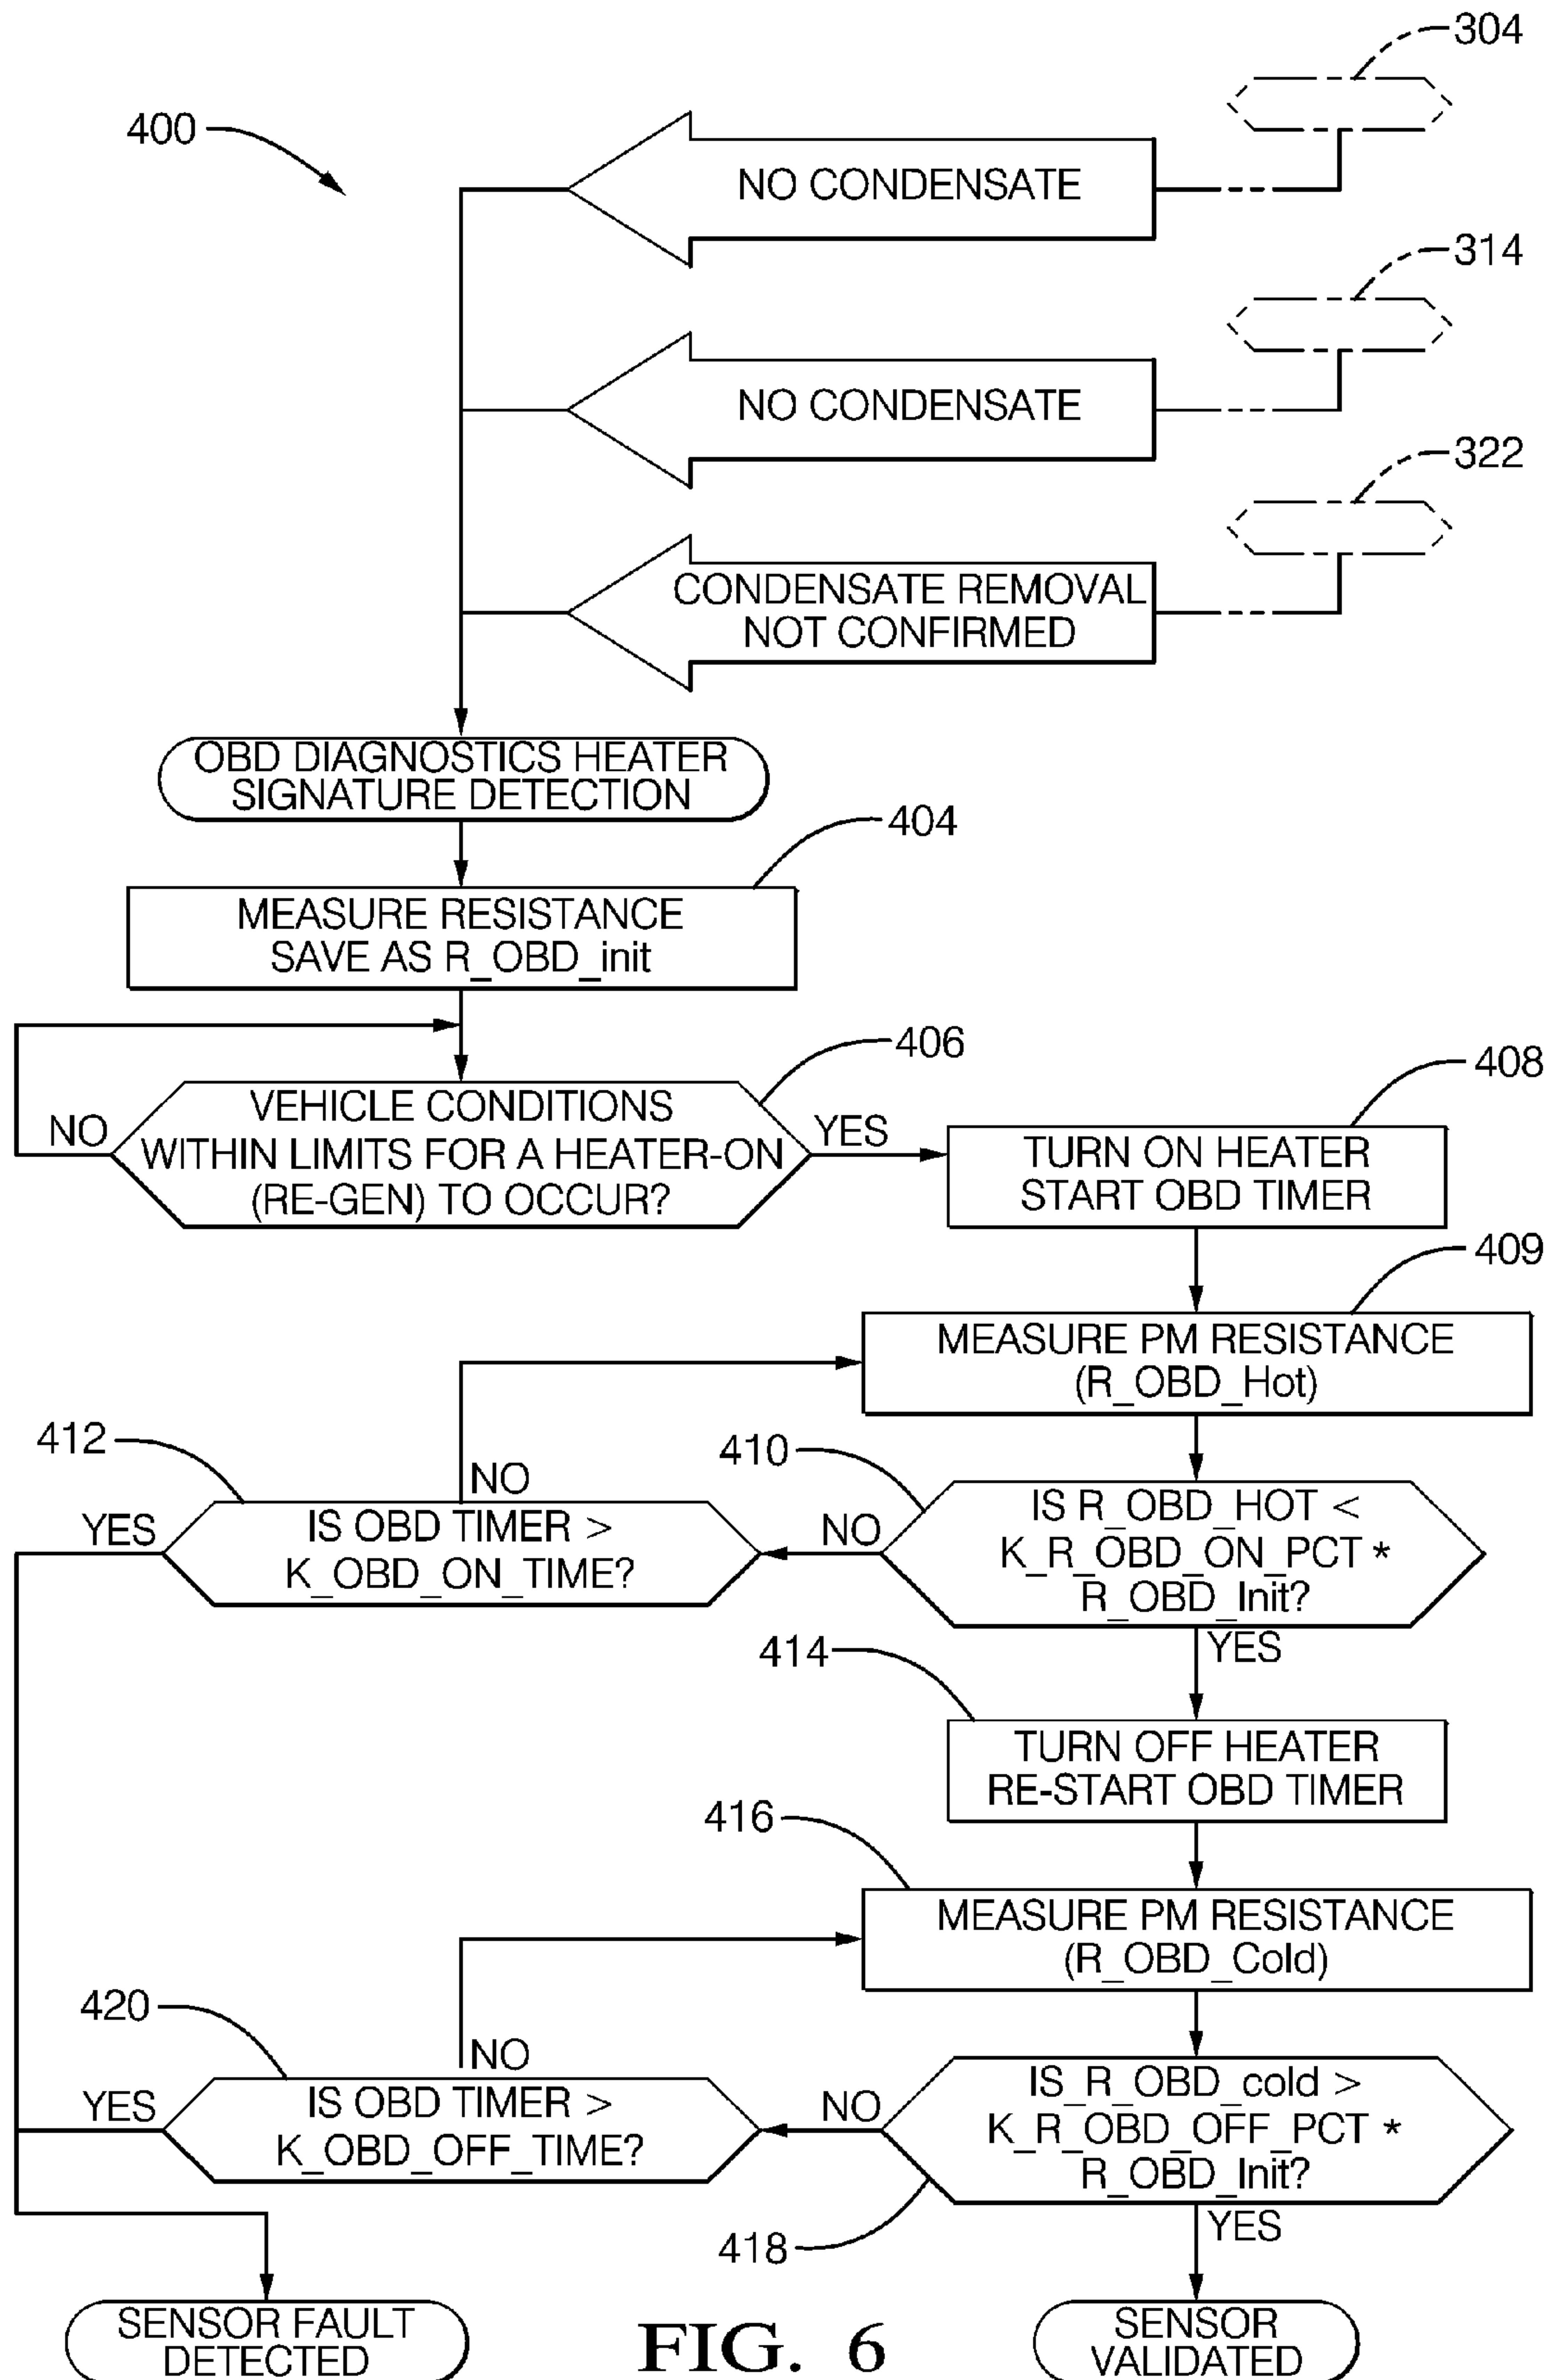 304
400
NO CONDENSATE
314
NO CONDENSATE
322
CONDENSATE REMOVAL
NOT CONFIRMED
OBD DIAGNOSTICS HEATER
SIGNATURE DETECTION
404
MEASURE RESISTANCE
SAVE AS R_OBD_init
406
408
VEHICLE CONDITIONS
WITHIN LIMITS FOR A HEATER-ON
(RE-GEN) TO OCCUR?
NO
YES
TURN ON HEATER
START OBD TIMER
409
MEASURE PM RESISTANCE
(R_OBD_Hot)
412
410
NO
YES
IS OBD TIMER >
K_OBD_ON_TIME?
NO
IS R_OBD_HOT <
K_R_OBD_ON_PCT *
R_OBD_Init?
YES
414
TURN OFF HEATER
RE-START OBD TIMER
416
MEASURE PM RESISTANCE
(R_OBD_Cold)
420
NO
YES
IS OBD TIMER >
K_OBD_OFF_TIME?
NO
IS_R_OBD_cold >
K_R_OBD_OFF_PCT *
R_OBD_Init?
418
YES
SENSOR FAULT
DETECTED
FIG. 6
SENSOR
VALIDATED